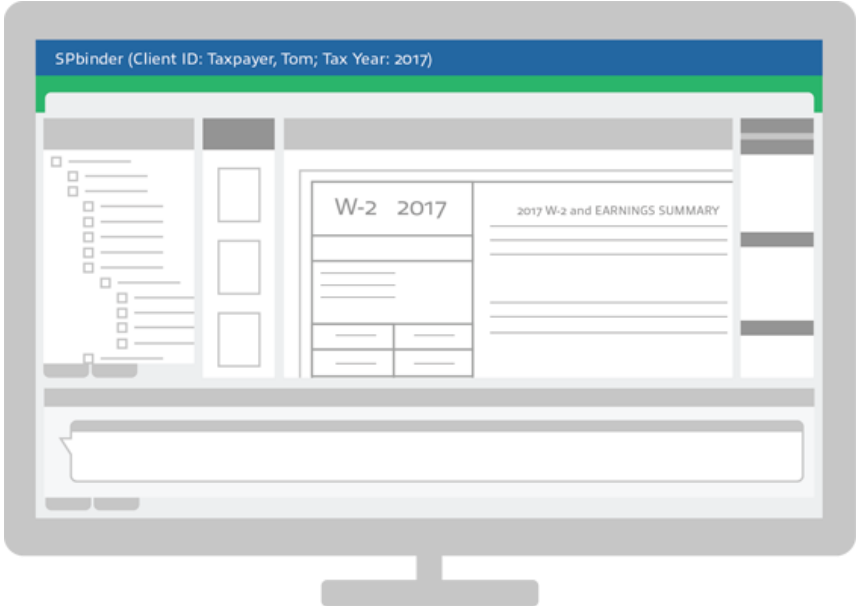 SPbinder (Client ID: Taxpayer, Tom; Tax Year: 2017)
W-2 2017
2017 W-2 and EARNINGS SUMMARY